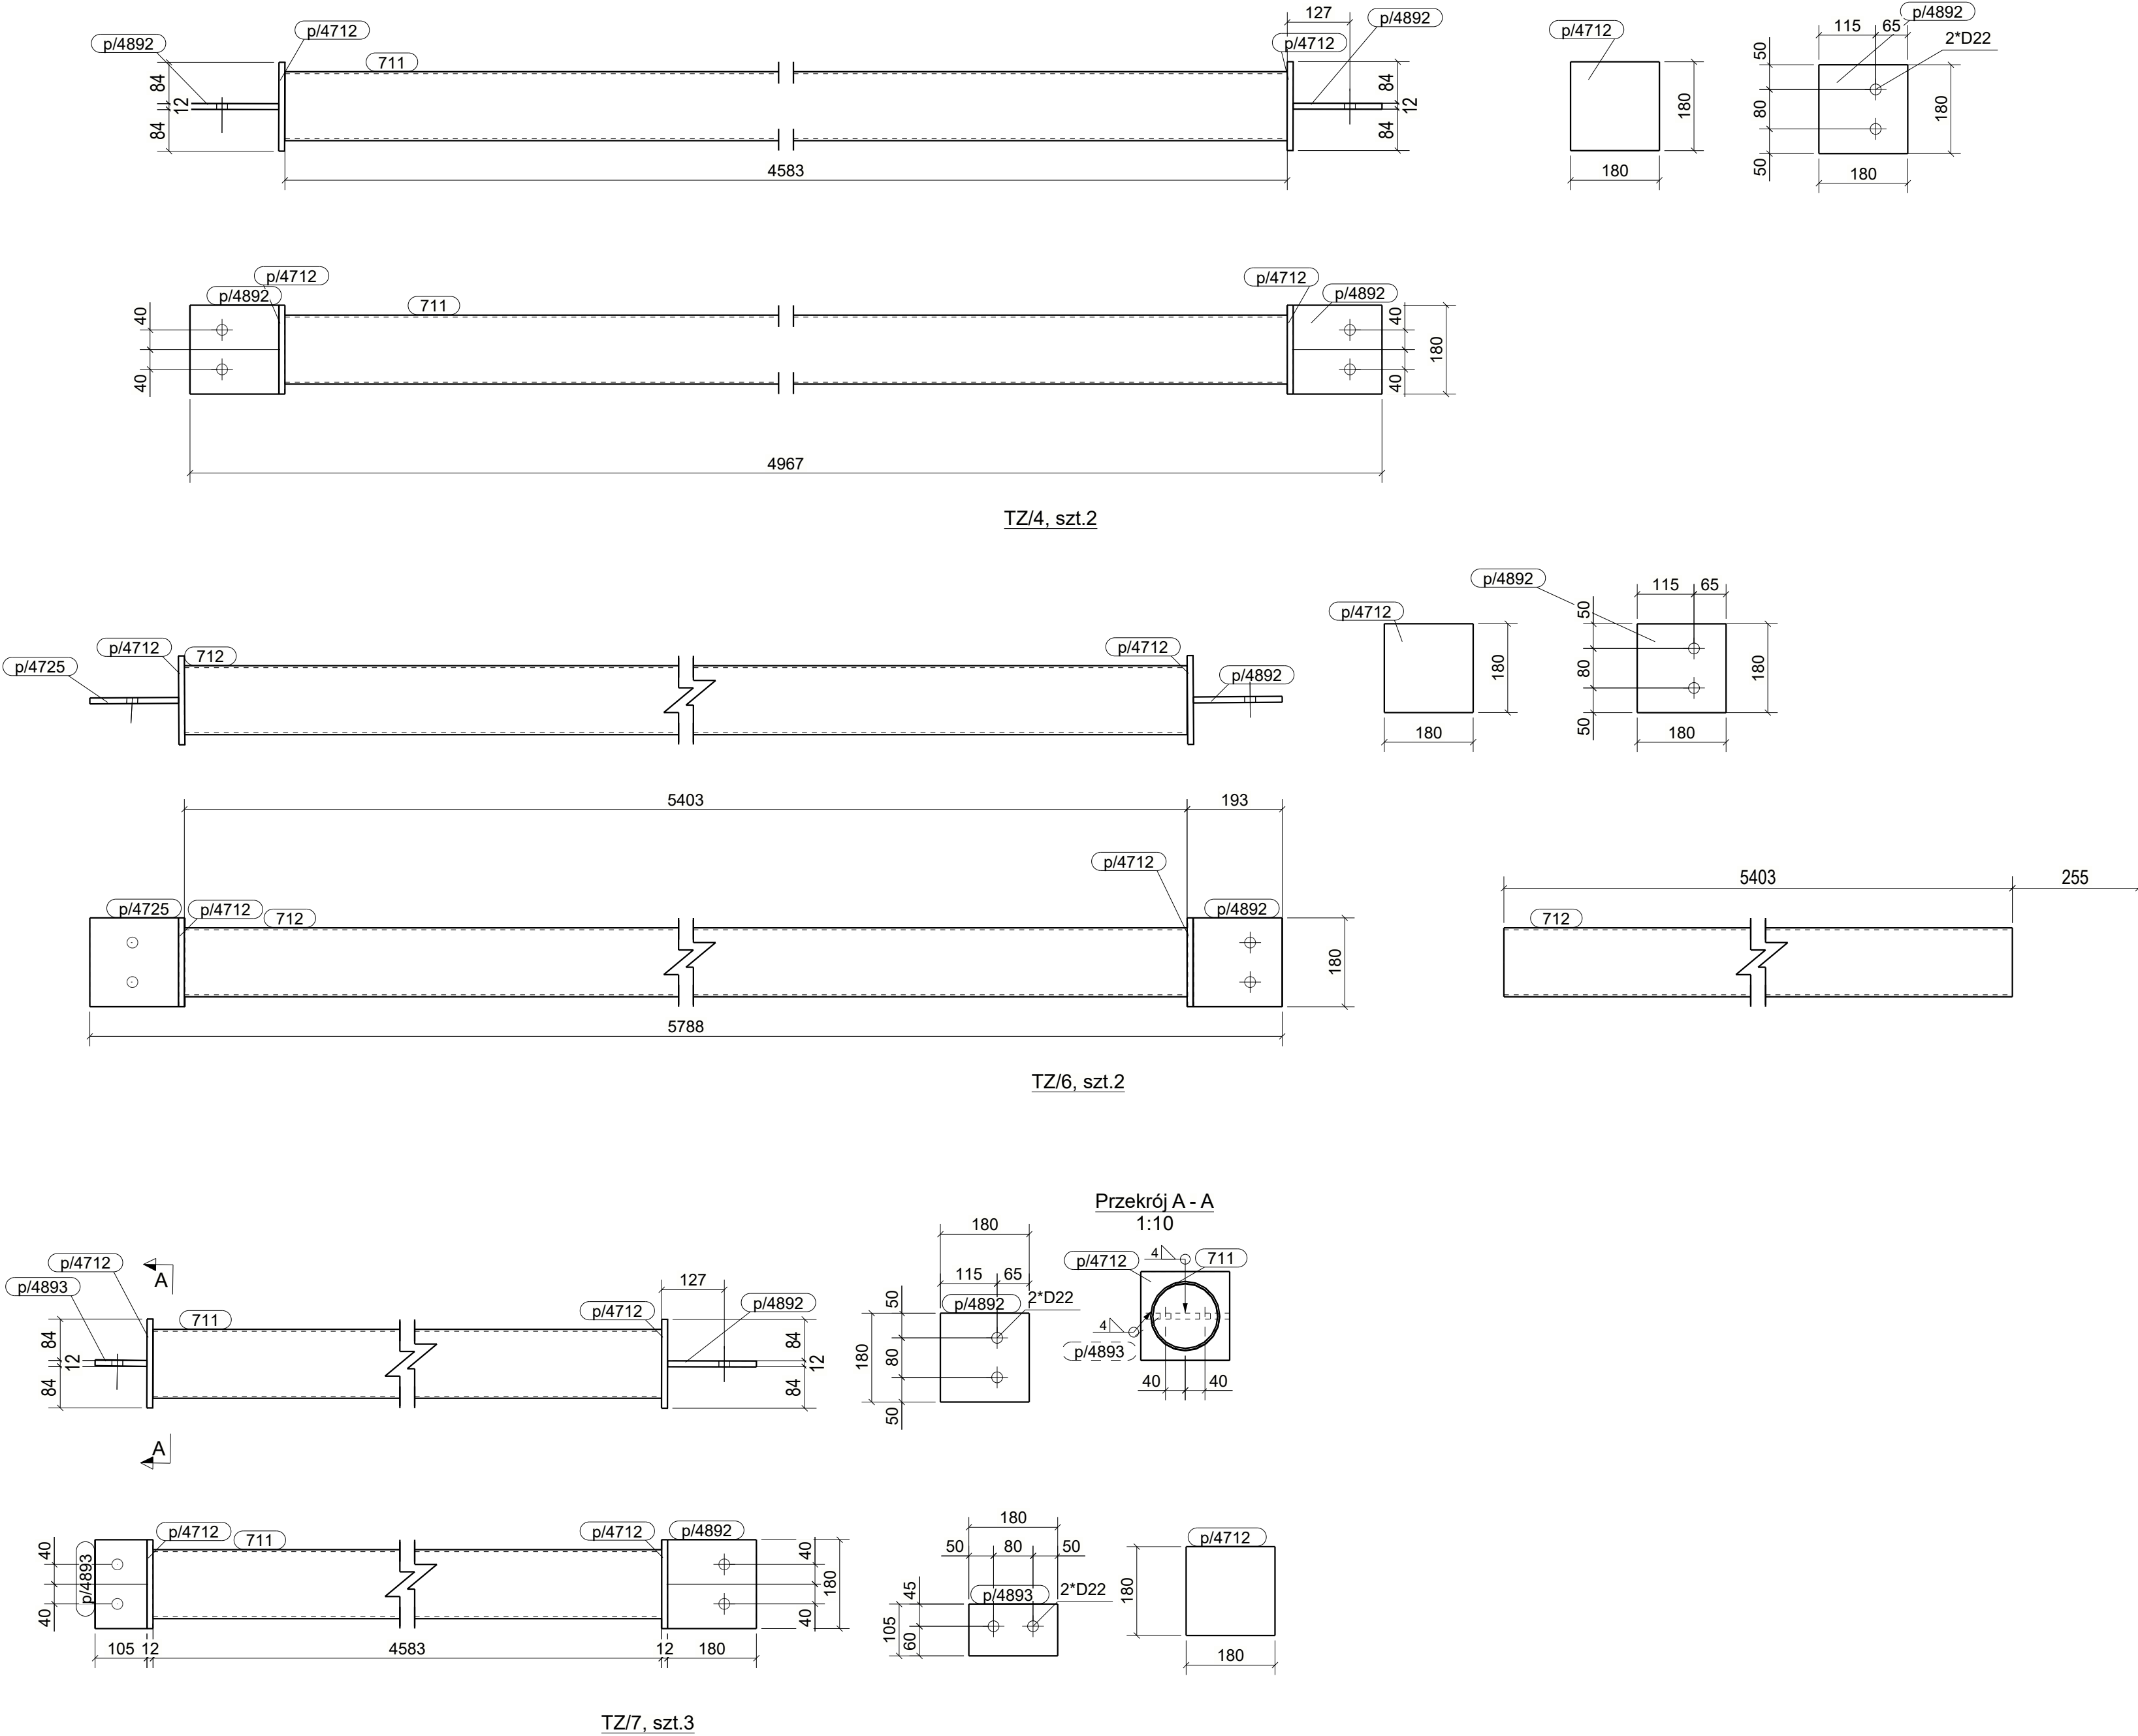 p/4892
p/4712
711
127
p/4712
p/4892
84
12
84
84
12
84
4583
p/4712
180
180
p/4892
115
65
2*D22
50
80
50
180
180
p/4712
p/4892
711
p/4712
p/4892
40
40
40
40
180
4967
TZ/4, szt.2
p/4725
p/4712
712
p/4712
p/4892
p/4712
180
180
p/4892
115
65
50
80
50
180
180
5403
193
p/4712
p/4725
p/4712
712
p/4892
180
5788
5403
255
712
TZ/6, szt.2
Przekrój A - A
1:10
p/4712
p/4893
A
711
84
12
84
127
p/4712
p/4892
84
12
84
A
180
115
65
p/4892
2*D22
50
80
50
180
p/4712
4
711
4
p/4893
40
40
p/4893
p/4712
711
p/4712
p/4892
40
40
40
40
180
105
12
4583
12
180
180
50
80
50
p/4893
2*D22
45
60
105
p/4712
180
180
TZ/7, szt.3